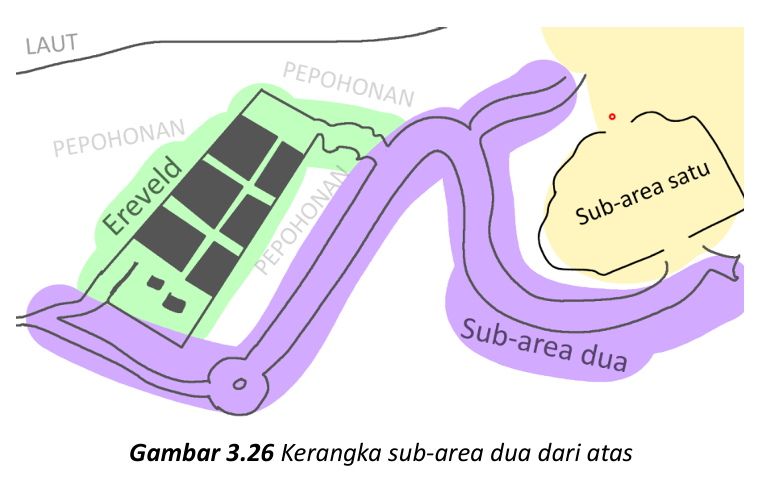 LAUT
PEPOHONAN
PEPOHONAN
Ereveld
PEPOHONAN
Sub-area satu
Sub-area dua
Gambar 3.26 Kerangka sub-area dua dari atas